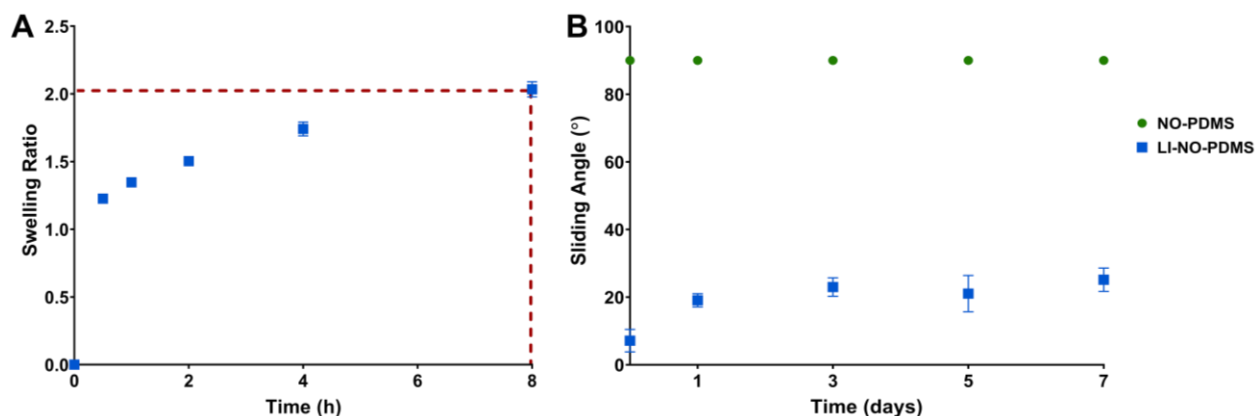 A
2.5
2.0
1.5
1.0
0.5
0.0
Swelling Ratio
0 2 4 6 8
Time (h)
B
100
80
60
40
20
0
Sliding Angle (°)
1 3 5 7
Time (days)
NO-PDMS
LI-NO-PDMS